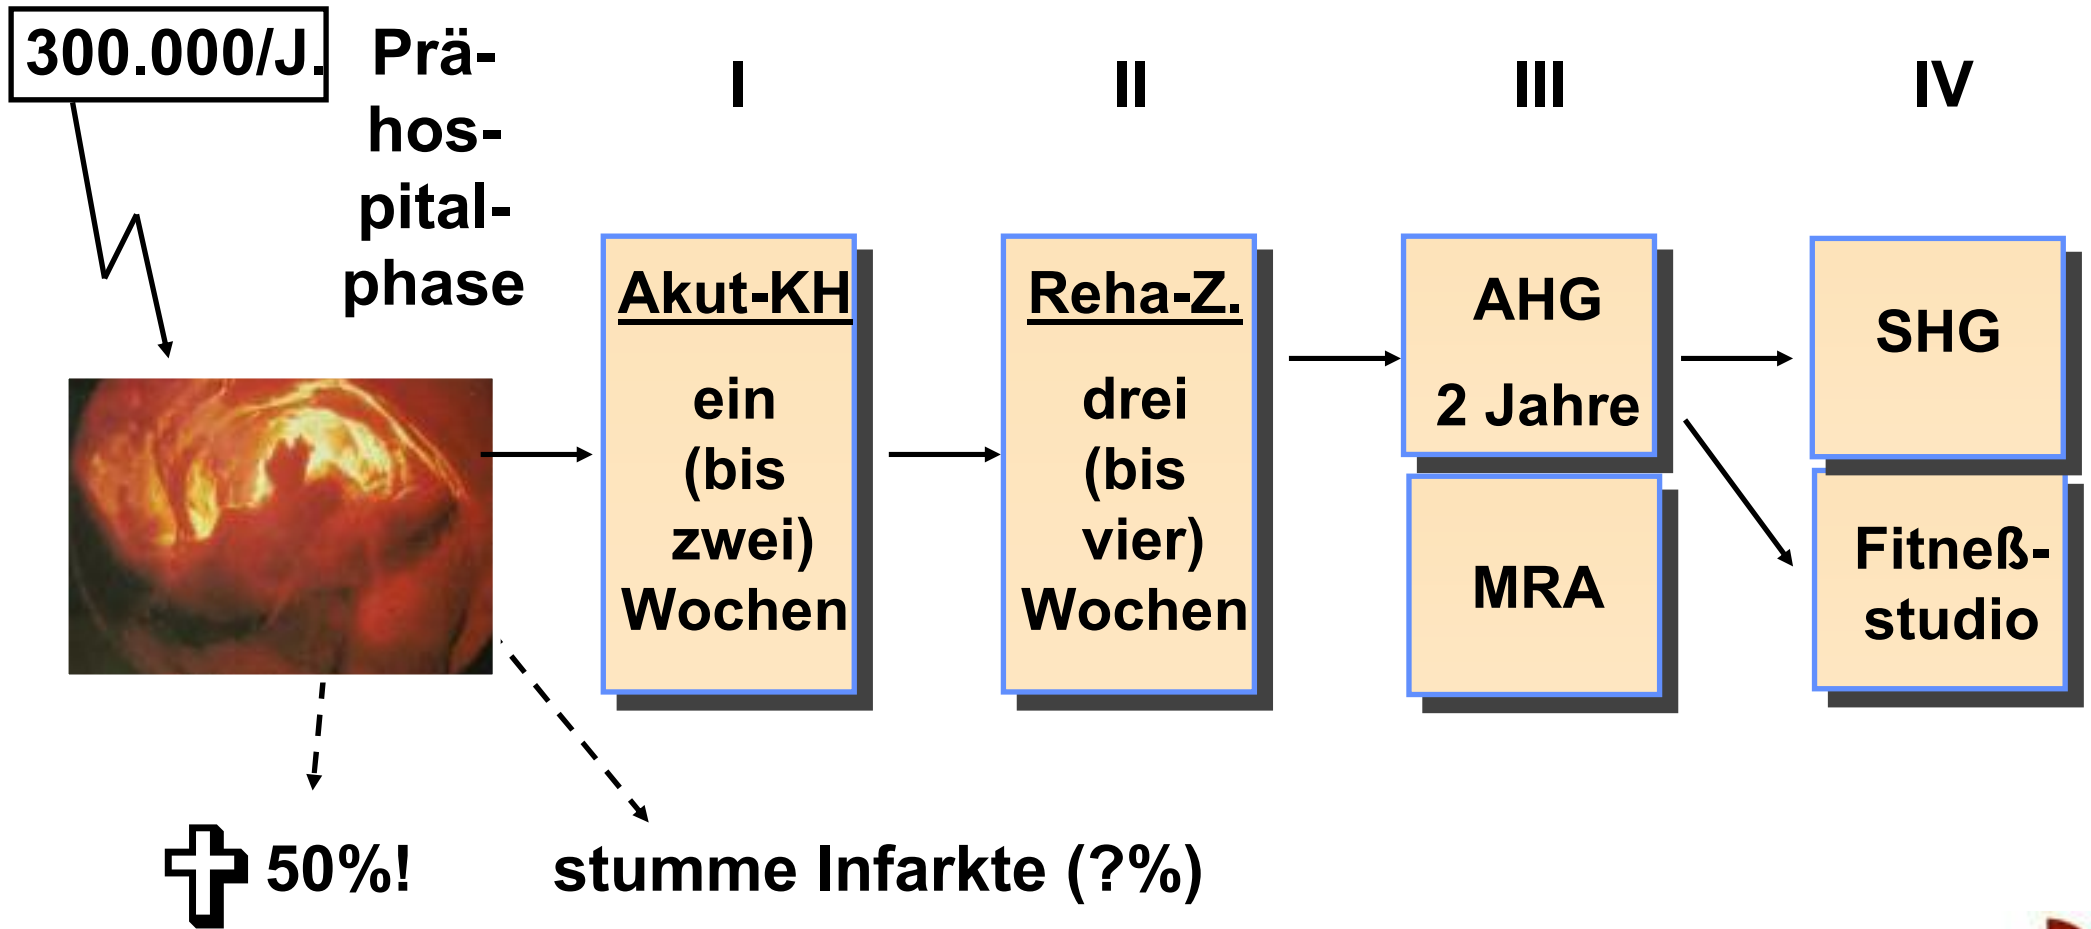 300.000/J.
Prä-
hos-
pital-
phase
I
II
III
IV
Akut-KH
ein
(bis
zwei)
Wochen
Reha-Z.
drei
(bis
vier)
Wochen
AHG
2 Jahre
MRA
SHG
Fitneß-
studio
50%!
stumme Infarkte (?%)